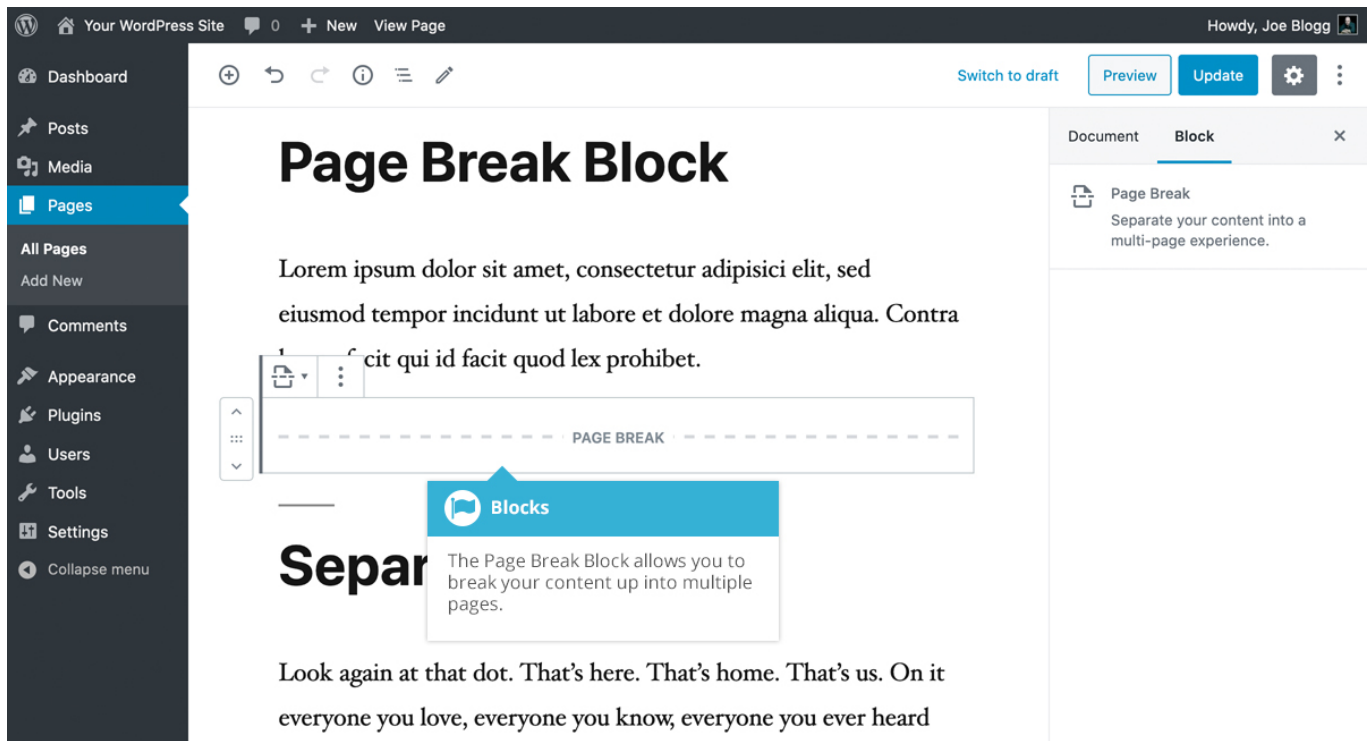 Your WordPress Site 0 New View Page Howdy, Joe Blogg
Dashboard
Posts
Media
Pages
All Pages
Add New
Comments
Appearance
Plugins
Users
Tools
Settings
Collapse menu
Switch to draft Preview Update
Page Break Block
Lorem ipsum dolor sit amet, consectetur adipisici elit, sed
eiusmod tempor incidunt ut labore et dolore magna aliqua. Contra
qui id facit quod lex prohibet.
PAGE BREAK
Blocks
The Page Break Block allows you to
break your content up into multiple
pages.
Look again at that dot. That’s here. That’s home. That’s us. On it
everyone you love, everyone you know, everyone you ever heard
Document Block
Page Break
Separate your content into a
multi-page experience.